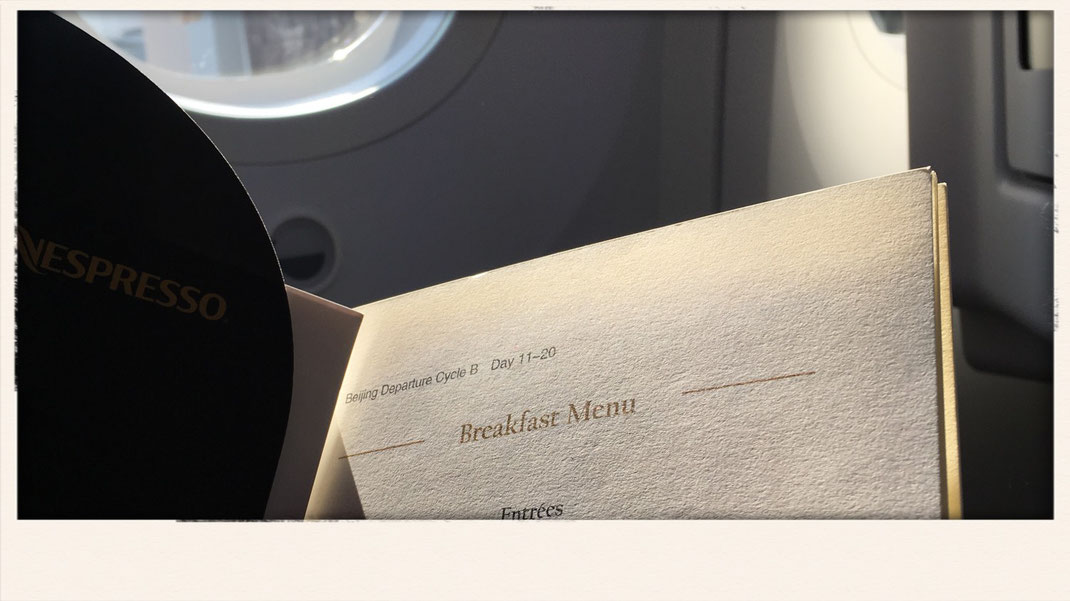 NESPRESSO
Beijing Departure Cycle B Day 11–20
Breakfast Menu
Entrées